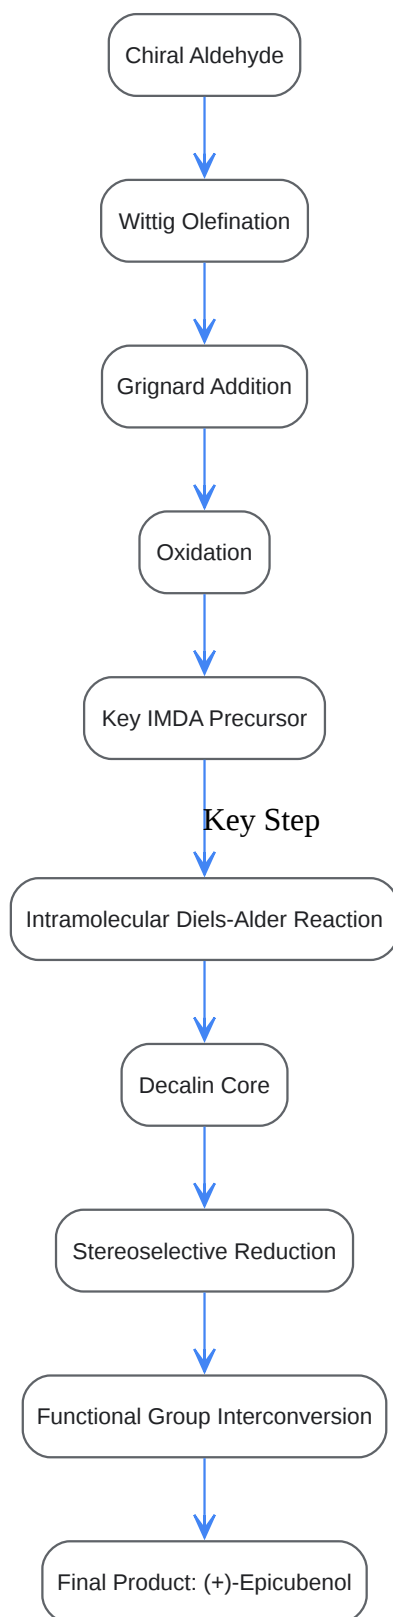 Chiral Aldehyde
Wittig Olefination
Grignard Addition
Oxidation
Key IMDA Precursor
Key Step
Intramolecular Diels-Alder Reaction
Decalin Core
Stereoselective Reduction
Functional Group Interconversion
Final Product: (+)-Epicubenol